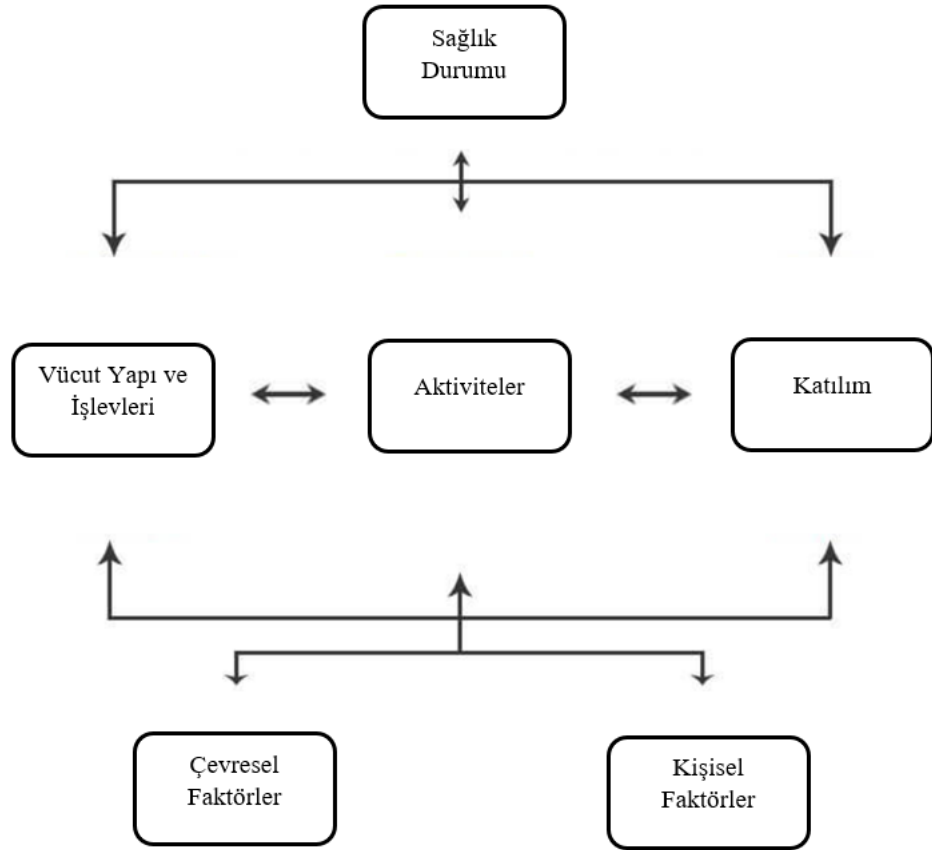 Sağlık
Durumu
Vücut Yapı ve
İşlevleri
Aktiviteler
Katılım
Çevresel
Faktörler
Kişisel
Faktörler